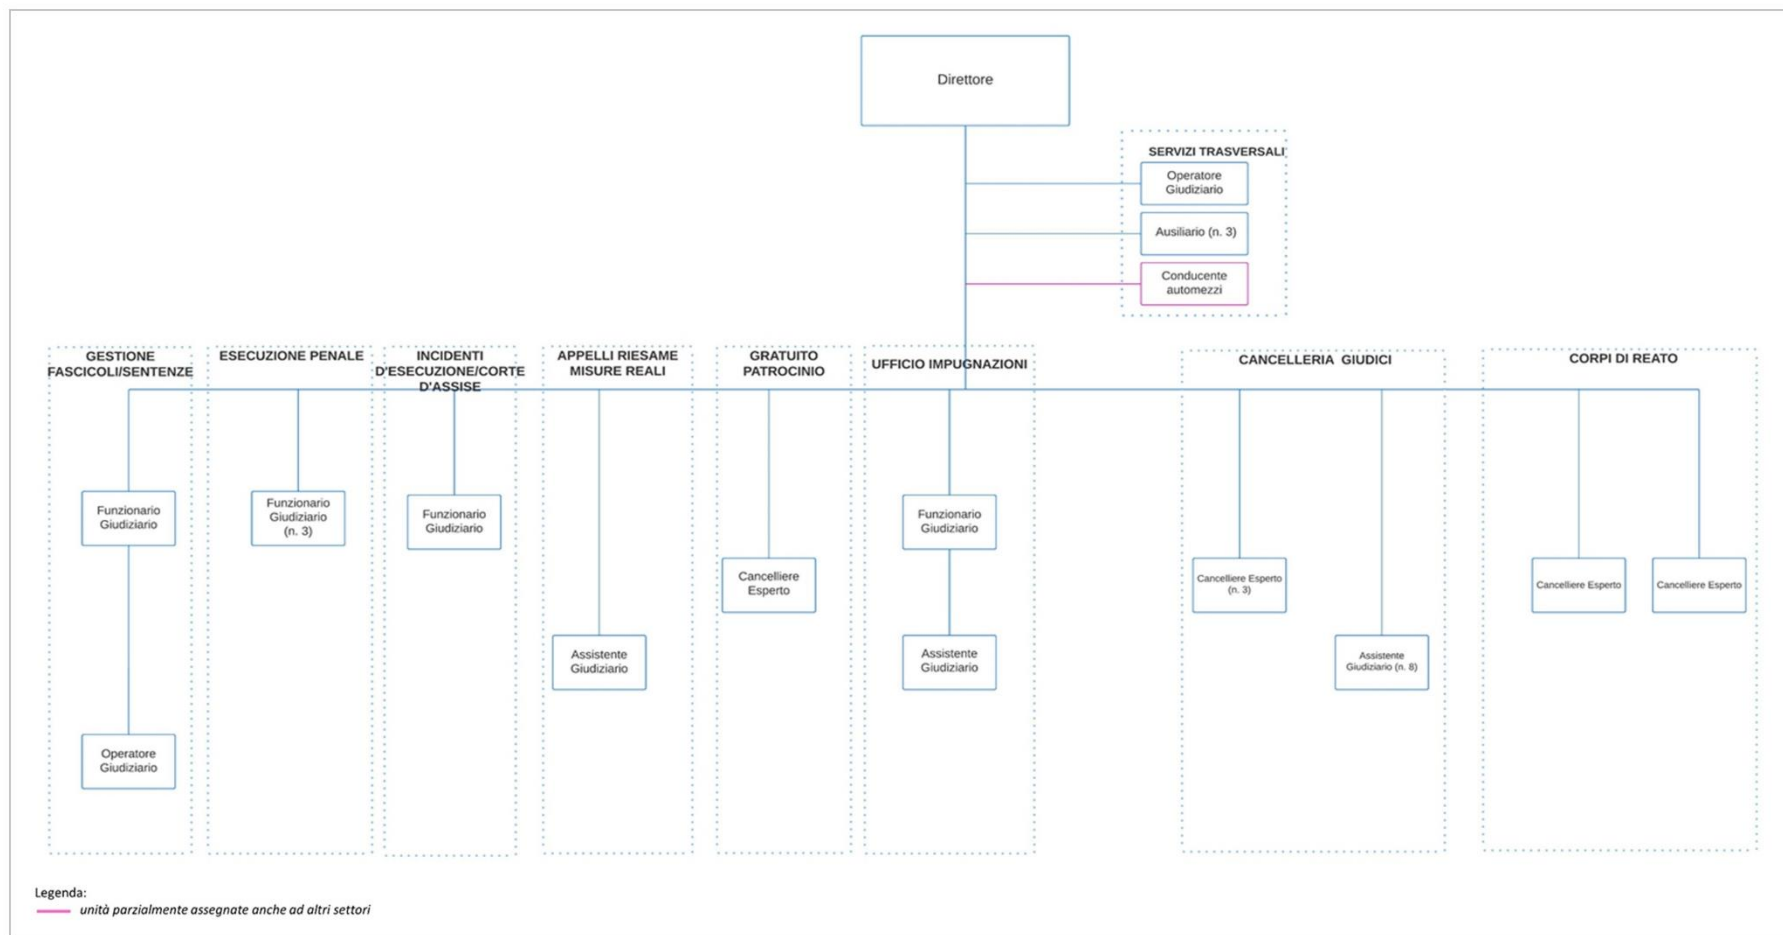 Direttore
SERVIZI TRASVERSALI
Operatore
Giudiziario
Ausiliario (n. 3)
Conducente
automezzi
GESTIONE
FASCICOLI/SENTENZE
ESECUZIONE PENALE
INCIDENTI
D'ESECUZIONE/CORTE
D'ASSISE
APPELLI RIESAME
MISURE REALI
GRATUITO
PATROCINIO
UFFICIO IMPUGNAZIONI
CANCELLERIA  GIUDICI
CORPI DI REATO
Funzionario
Giudiziario
Funzionario
Giudiziario
(n. 3)
Funzionario
Giudiziario
Funzionario
Giudiziario
Cancelliere
Esperto
Cancelliere Esperto
(n. 3)
Cancelliere Esperto
Cancelliere Esperto
Assistente
Giudiziario
Assistente
Giudiziario
Assistente
Giudiziario (n. 8)
Operatore
Giudiziario
Legenda:
unità parzialmente assegnate anche ad altri settori